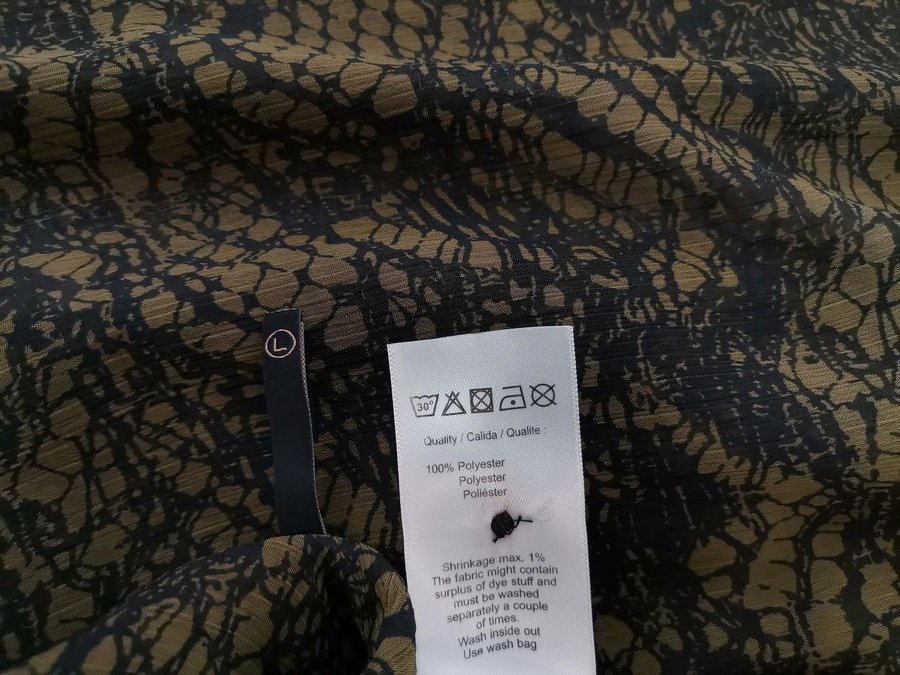 L
30°
Quality / Calida / Qualite :
100% Polyester
Polyester
Poliéster
Shrinkage max. 1%
The fabric might contain
surplus of dye stuff and
must be washed
separately a couple
of times.
Wash inside out
Use wash bag